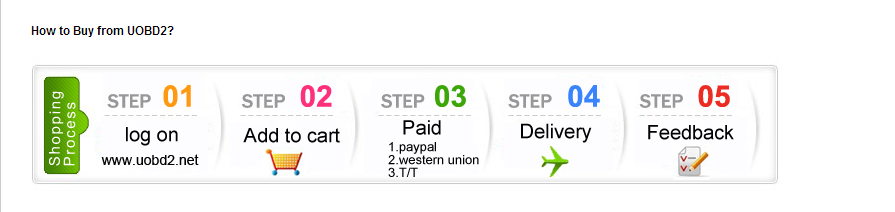 How to Buy from UOBD2?
Shopping
Process
STEP 01
log on
www.uobd2.net
STEP 02
Add to cart
STEP 03
Paid
1.paypal
2.western union
3.T/T
STEP 04
Delivery
STEP 05
Feedback